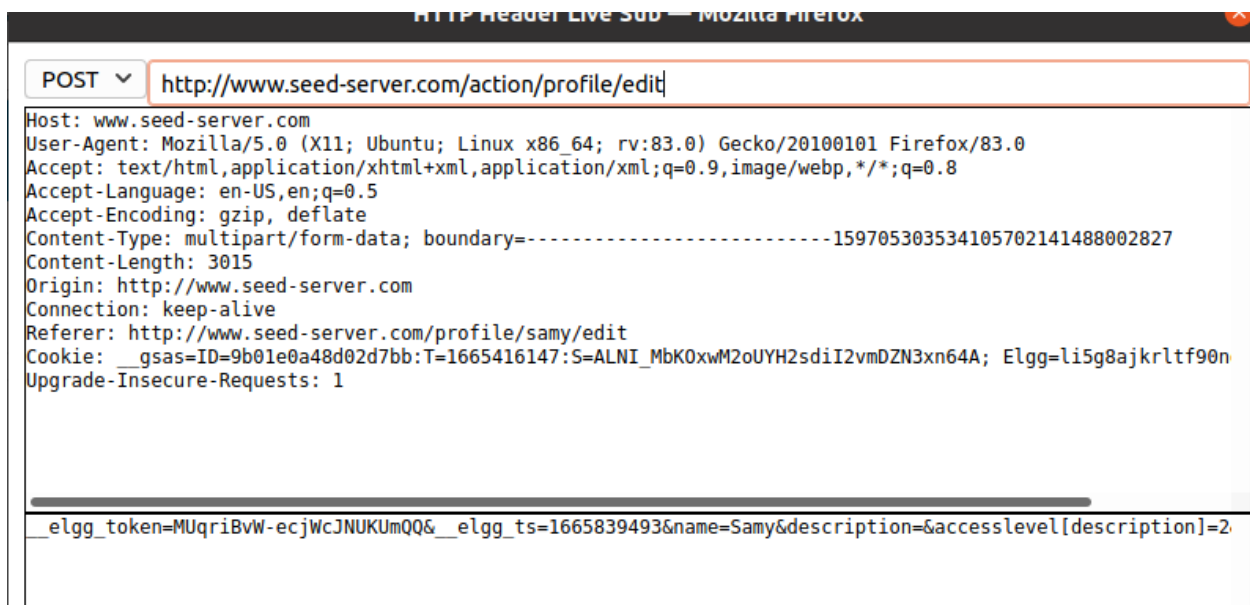 HTTP Header Live Sub — Mozilla Firefox
POST
http://www.seed-server.com/action/profile/edit
Host: www.seed-server.com
User-Agent: Mozilla/5.0 (X11; Ubuntu; Linux x86_64; rv:83.0) Gecko/20100101 Firefox/83.0
Accept: text/html,application/xhtml+xml,application/xml;q=0.9,image/webp,*/*;q=0.8
Accept-Language: en-US,en;q=0.5
Accept-Encoding: gzip, deflate
Content-Type: multipart/form-data; boundary=---------------------------159705303534105702141488002827
Content-Length: 3015
Origin: http://www.seed-server.com
Connection: keep-alive
Referer: http://www.seed-server.com/profile/samy/edit
Cookie: __gsas=ID=9b01e0a48d02d7bb:T=1665416147:S=ALNI_MbKOxwM2oUYH2sdiI2vmDZN3xn64A; Elgg=li5g8ajkrltf90n
Upgrade-Insecure-Requests: 1
__elgg_token=MUqriBvW-ecjWcJNUKUmQQ&__elgg_ts=1665839493&name=Samy&description=&accesslevel[description]=2